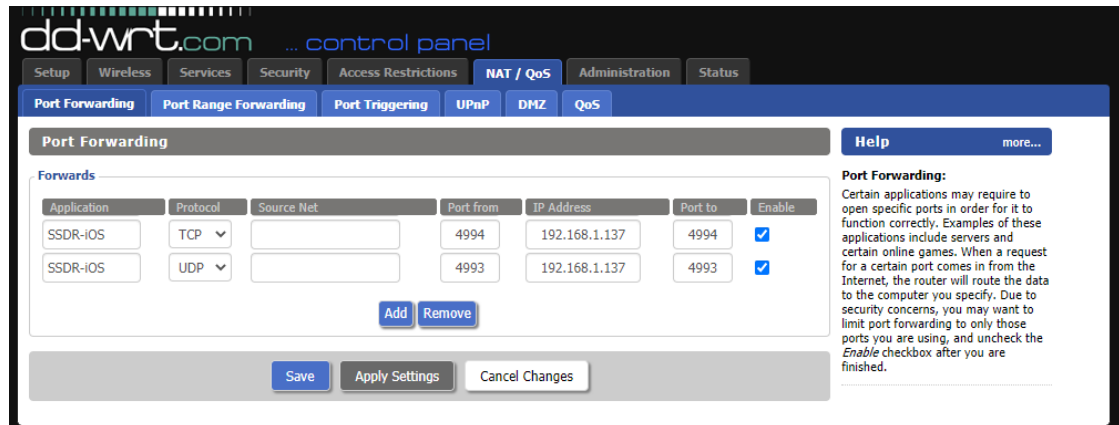 dd-wrt.com ... control panel
Setup Wireless Services Security Access Restrictions NAT / QoS Administration Status
Port Forwarding Port Range Forwarding Port Triggering UPnP DMZ QoS
Port Forwarding
Forwards
Application Protocol Source Net Port from IP Address Port to Enable
SSDR-iOS TCP 4994 192.168.1.137 4994
SSDR-iOS UDP 4993 192.168.1.137 4993
Add Remove
Save Apply Settings Cancel Changes
Help more...
Port Forwarding:
Certain applications may require to
open specific ports in order for it to
function correctly. Examples of these
applications include servers and
certain online games. When a request
for a certain port comes in from the
Internet, the router will route the data
to the computer you specify. Due to
security concerns, you may want to
limit port forwarding to only those
ports you are using, and uncheck the
Enable checkbox after you are
finished.